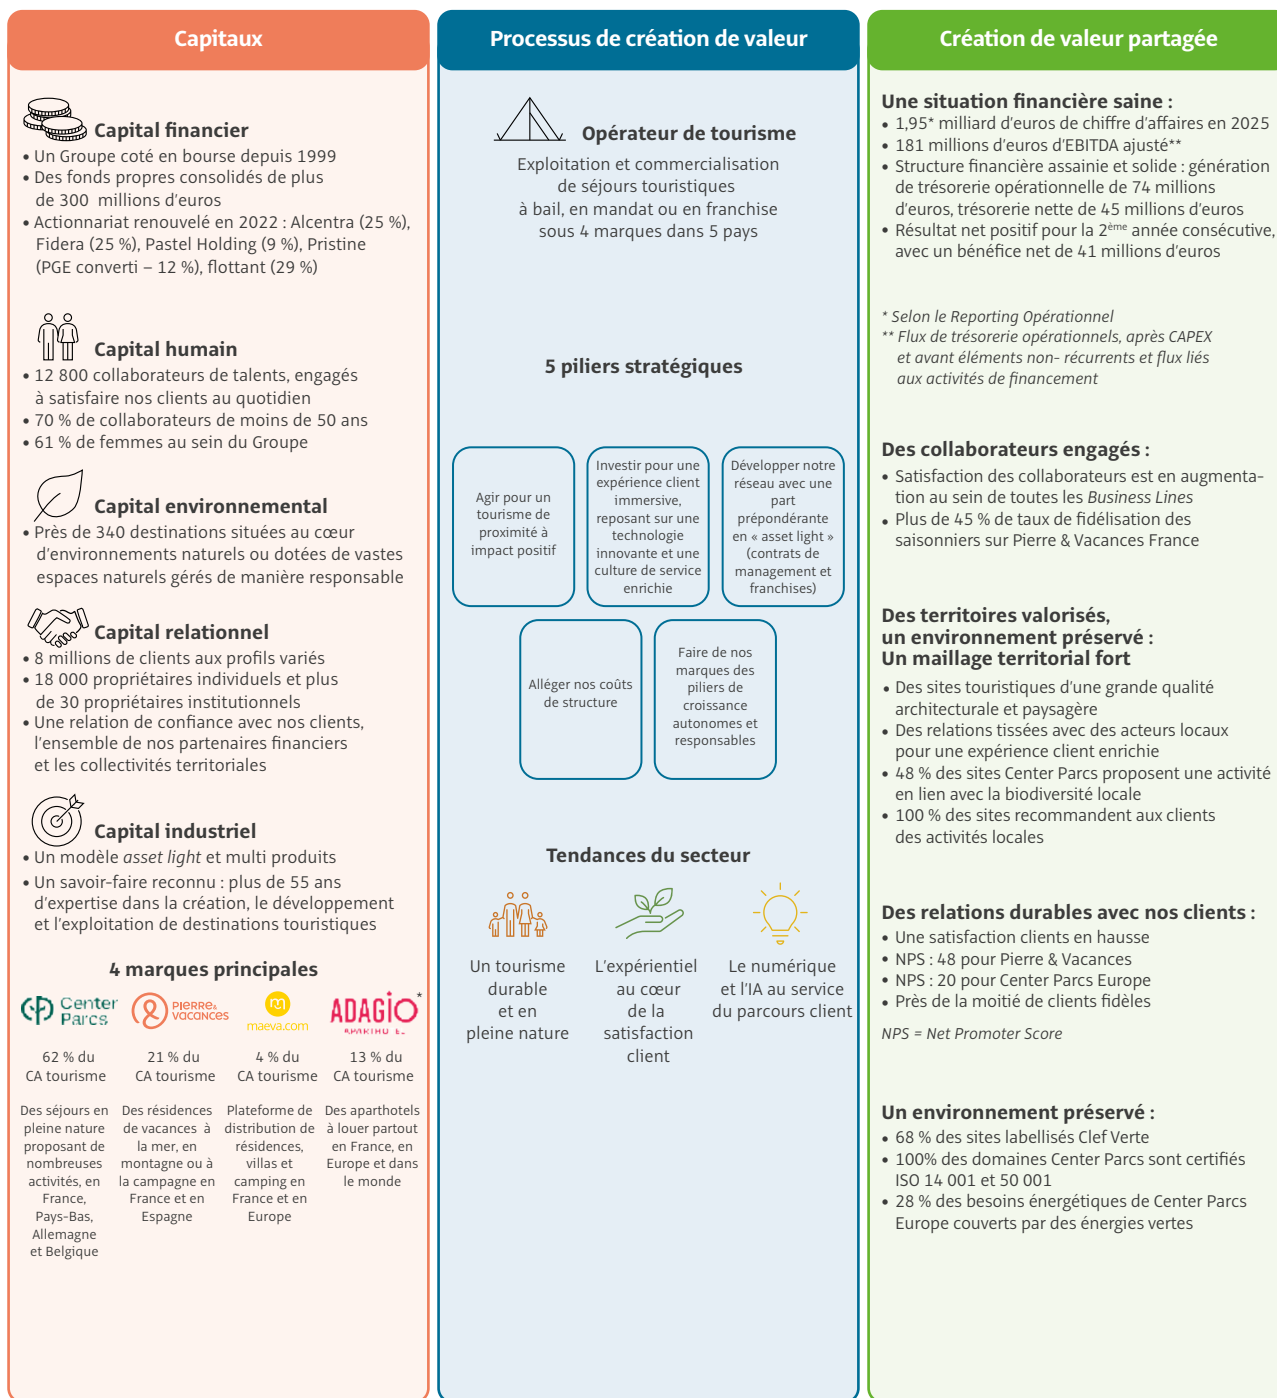 Capitaux
Capital financier
• Un Groupe coté en bourse depuis 1999
• Des fonds propres consolidés de plus
de 300 millions d'euros
• Actionnariat renouvelé en 2022 : Alcentra (25 %),
Fidera (25 %), Pastel Holding (9 %), Pristine
(PGE converti – 12 %), flottant (29 %)
Capital humain
• 12 800 collaborateurs de talents, engagés
à satisfaire nos clients au quotidien
• 70 % de collaborateurs de moins de 50 ans
• 61 % de femmes au sein du Groupe
Capital environnemental
• Près de 340 destinations situées au cœur
d'environnements naturels ou dotées de vastes
espaces naturels gérés de manière responsable
Capital relationnel
• 8 millions de clients aux profils variés
• 18 000 propriétaires individuels et plus
de 30 propriétaires institutionnels
• Une relation de confiance avec nos clients,
l'ensemble de nos partenaires financiers
et les collectivités territoriales
Capital industriel
• Un modèle asset light et multi produits
• Un savoir-faire reconnu : plus de 55 ans
d'expertise dans la création, le développement
et l'exploitation de destinations touristiques
4 marques principales
Center
Parcs
62 % du
CA tourisme
Des séjours en
pleine nature
proposant de
nombreuses
activités, en
France,
Pays-Bas,
Allemagne
et Belgique
PIERRE &
VACANCES
21 % du
CA tourisme
Des résidences
de vacances à
la mer, en
montagne ou à
la campagne en
France et en
Espagne
maeva.com
4 % du
CA tourisme
Plateforme de
distribution de
résidences,
villas et
camping en
France et en
Europe
ADAGIO*
APARTHOTEL
13 % du
CA tourisme
Des aparthotels
à louer partout
en France, en
Europe et dans
le monde
Processus de création de valeur
Opérateur de tourisme
Exploitation et commercialisation
de séjours touristiques
à bail, en mandat ou en franchise
sous 4 marques dans 5 pays
5 piliers stratégiques
Agir pour un
tourisme de
proximité à
impact positif
Investir pour une
expérience client
immersive,
reposant sur une
technologie
innovante et une
culture de service
enrichie
Développer notre
réseau avec une
part
prépondérante
en « asset light »
(contrats de
management et
franchises)
Alléger nos coûts
de structure
Faire de nos
marques des
piliers de
croissance
autonomes et
responsables
Tendances du secteur
Un tourisme
durable
et en
pleine nature
L'expérientiel
au cœur
de la
satisfaction
client
Le numérique
et l'IA au service
du parcours client
Création de valeur partagée
Une situation financière saine :
• 1,95* milliard d'euros de chiffre d'affaires en 2025
• 181 millions d'euros d'EBITDA ajusté**
• Structure financière assainie et solide : génération
de trésorerie opérationnelle de 74 millions
d'euros, trésorerie nette de 45 millions d'euros
• Résultat net positif pour la 2ème année consécutive,
avec un bénéfice net de 41 millions d'euros
* Selon le Reporting Opérationnel
** Flux de trésorerie opérationnels, après CAPEX
et avant éléments non- récurrents et flux liés
aux activités de financement
Des collaborateurs engagés :
• Satisfaction des collaborateurs est en augmenta-
tion au sein de toutes les Business Lines
• Plus de 45 % de taux de fidélisation des
saisonniers sur Pierre & Vacances France
Des territoires valorisés,
un environnement préservé :
Un maillage territorial fort
• Des sites touristiques d'une grande qualité
architecturale et paysagère
• Des relations tissées avec des acteurs locaux
pour une expérience client enrichie
• 48 % des sites Center Parcs proposent une activité
en lien avec la biodiversité locale
• 100 % des sites recommandent aux clients
des activités locales
Des relations durables avec nos clients :
• Une satisfaction clients en hausse
• NPS : 48 pour Pierre & Vacances
• NPS : 20 pour Center Parcs Europe
• Près de la moitié de clients fidèles
NPS = Net Promoter Score
Un environnement préservé :
• 68 % des sites labellisés Clef Verte
• 100% des domaines Center Parcs sont certifiés
ISO 14 001 et 50 001
• 28 % des besoins énergétiques de Center Parcs
Europe couverts par des énergies vertes